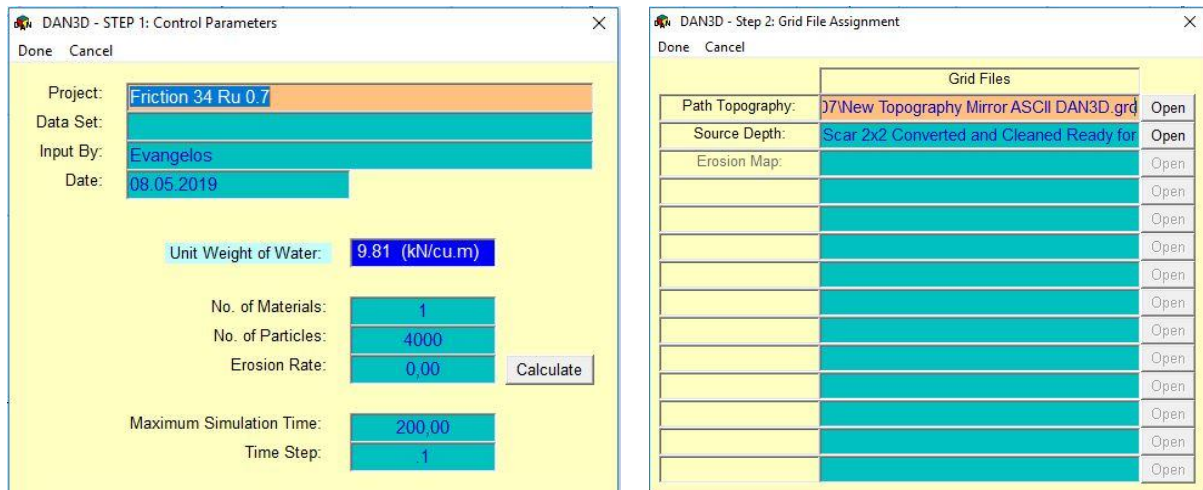 DAN3D - STEP 1: Control Parameters
Done Cancel
Project: Friction 34 Ru 0.7
Data Set:
Input By: Evangelos
Date: 08.05.2019
Unit Weight of Water: 9.81 (kN/cu.m)
No. of Materials: 1
No. of Particles: 4000
Erosion Rate: 0,00 Calculate
Maximum Simulation Time: 200,00
Time Step: .1
DAN3D - Step 2: Grid File Assignment
Done Cancel
Grid Files
Path Topography: 07\New Topography Mirror ASCII DAN3D.grd Open
Source Depth: Scar 2x2 Converted and Cleaned Ready for Open
Erosion Map: Open
Open
Open
Open
Open
Open
Open
Open
Open
Open
Open
Open